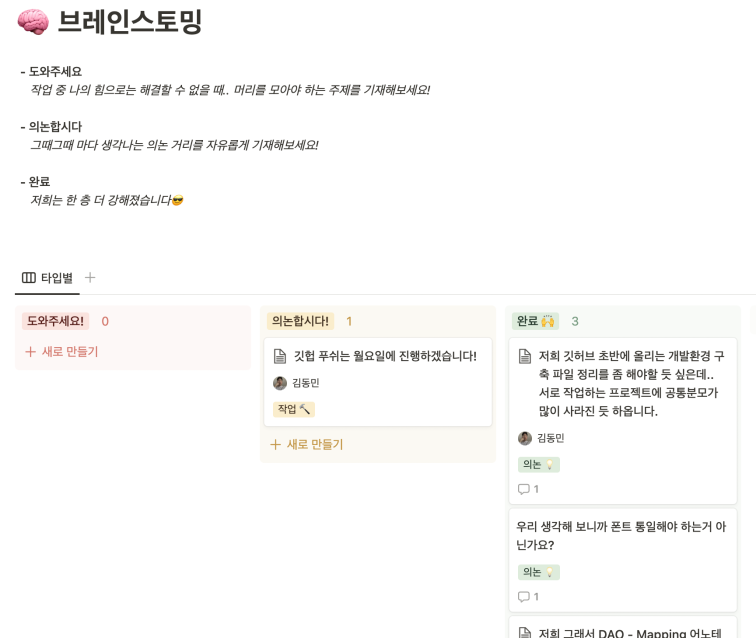 🧠 브레인스토밍
- 도와주세요
작업 중 나의 힘으로는 해결할 수 없을 떄.. 머리를 모아야 하는 주제를 기재해보세요!
- 의논합시다
그때그때 마다 생각나는 의논 거리를 자유롭게 기재해보세요!
- 완료
저희는 한 층 더 강해졌습니다😎
타입별 +
도와주세요! 0
+ 새로 만들기
의논합시다! 1
깃헙 푸쉬는 월요일에 진행하겠습니다!
김동민
작업 🔨
+ 새로 만들기
완료 🙌 3
저희 깃허브 초반에 올리는 개발환경 구
축 파일 정리를 좀 해야할 듯 싶은데..
서로 작업하는 프로젝트에 공통분모가
많이 사라진 듯 하옵니다.
김동민
의논 💡
1
우리 생각해 보니까 폰트 통일해야 하는거 아
닌가요?
의논 💡
1
저희 그래서 DAO - Mapping 어노테